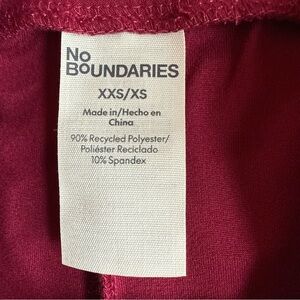 No
BOUNDARIES
XXS/XS
Made in/Hecho en
China
90% Recycled Polyester/
Poliéster Reciclado
10% Spandex